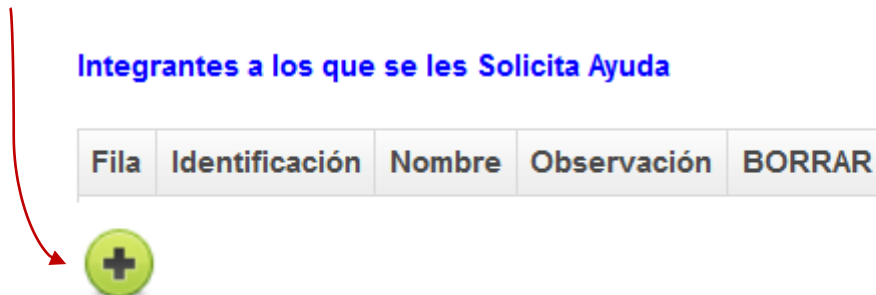 Integrantes a los que se les Solicita Ayuda
Fila Identificación Nombre Observación BORRAR